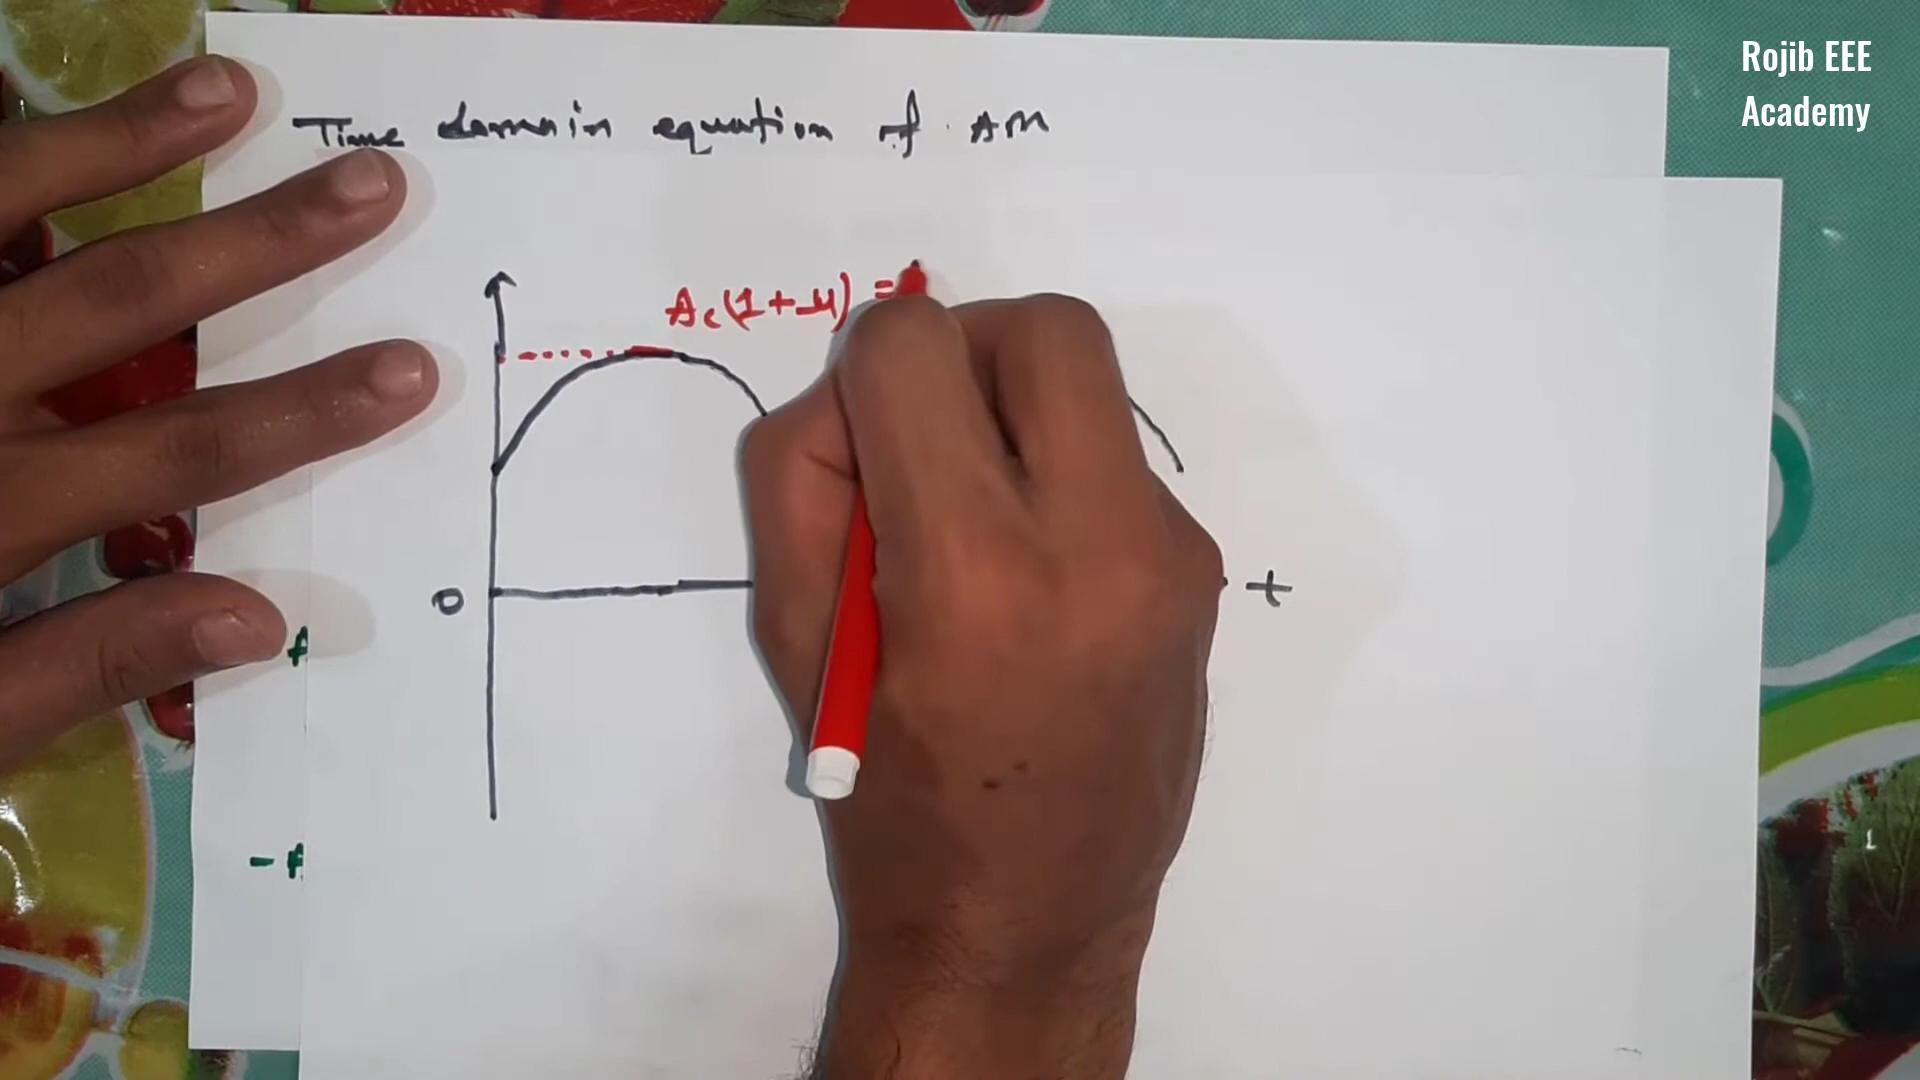 Rojib EEE
Academy
Time domain equation of AM
Ac(1+μ) =
0
t
-